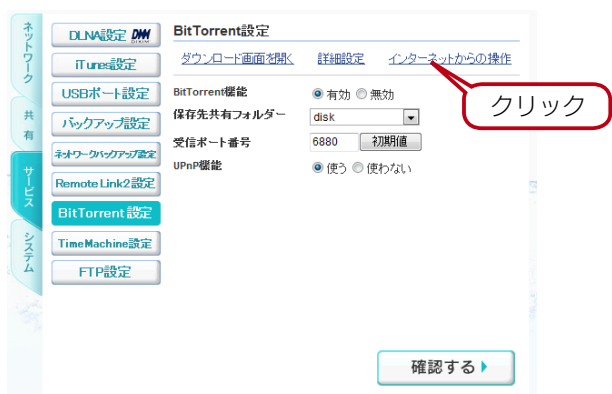 ネットワーク
共有
サービス
システム
DLNA設定 DiXiM
iTunes設定
USBポート設定
バックアップ設定
ネットワークバックアップ設定
Remote Link2設定
BitTorrent設定
TimeMachine設定
FTP設定
BitTorrent設定
ダウンロード画面を開く 詳細設定 インターネットからの操作
クリック
BitTorrent機能 有効 無効
保存先共有フォルダー disk
受信ポート番号 6880 初期値
UPnP機能 使う 使わない
確認する